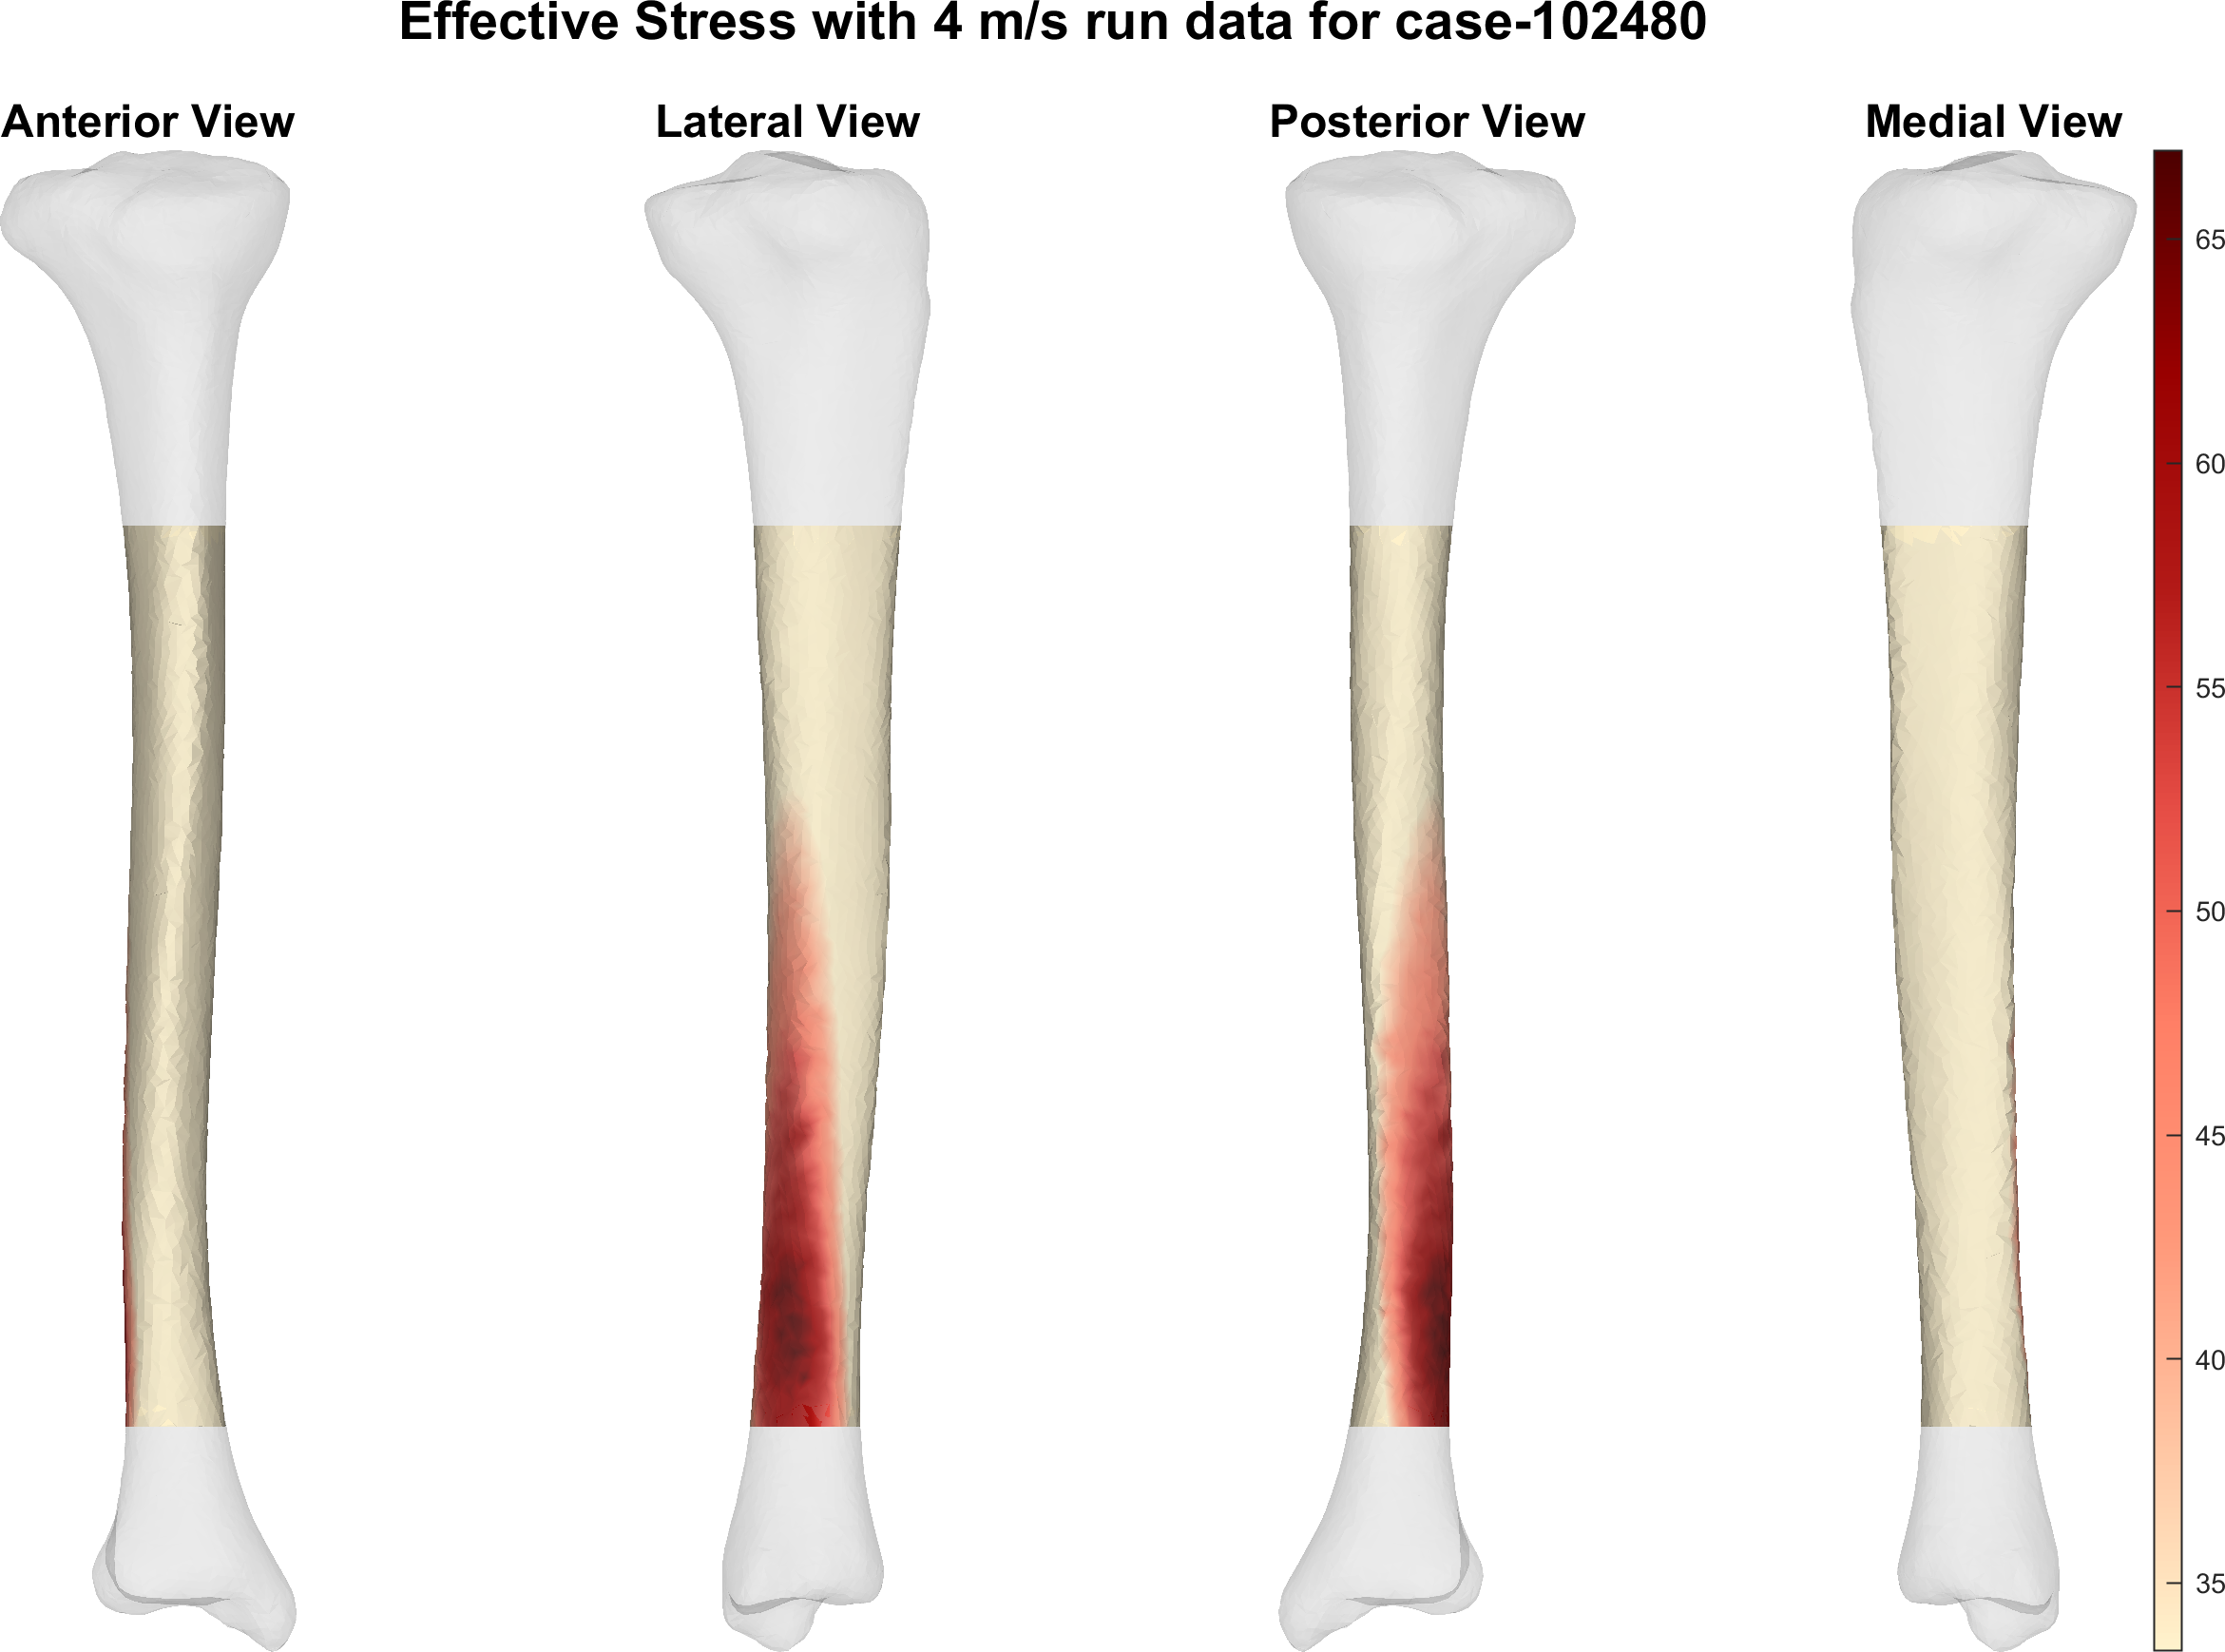 Effective Stress with 4 m/s run data for case-102480
Anterior View
Lateral View
Posterior View
Medial View
65
60
55
50
45
40
35